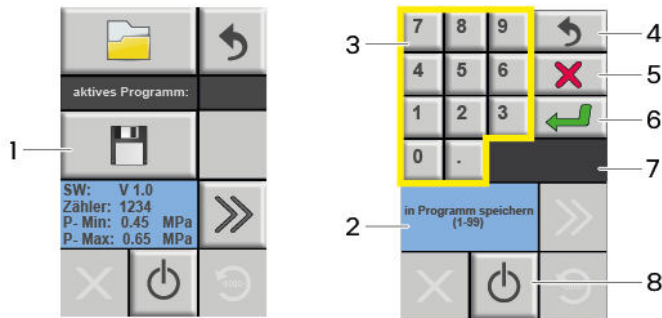 aktives Programm:
1
SW: V 1.0
Zähler: 1234
P- Min: 0.45 MPa
P- Max: 0.65 MPa
3
7 8 9
4
4 5 6
5
1 2 3
6
0 .
7
2
in Programm speichern
(1-99)
8